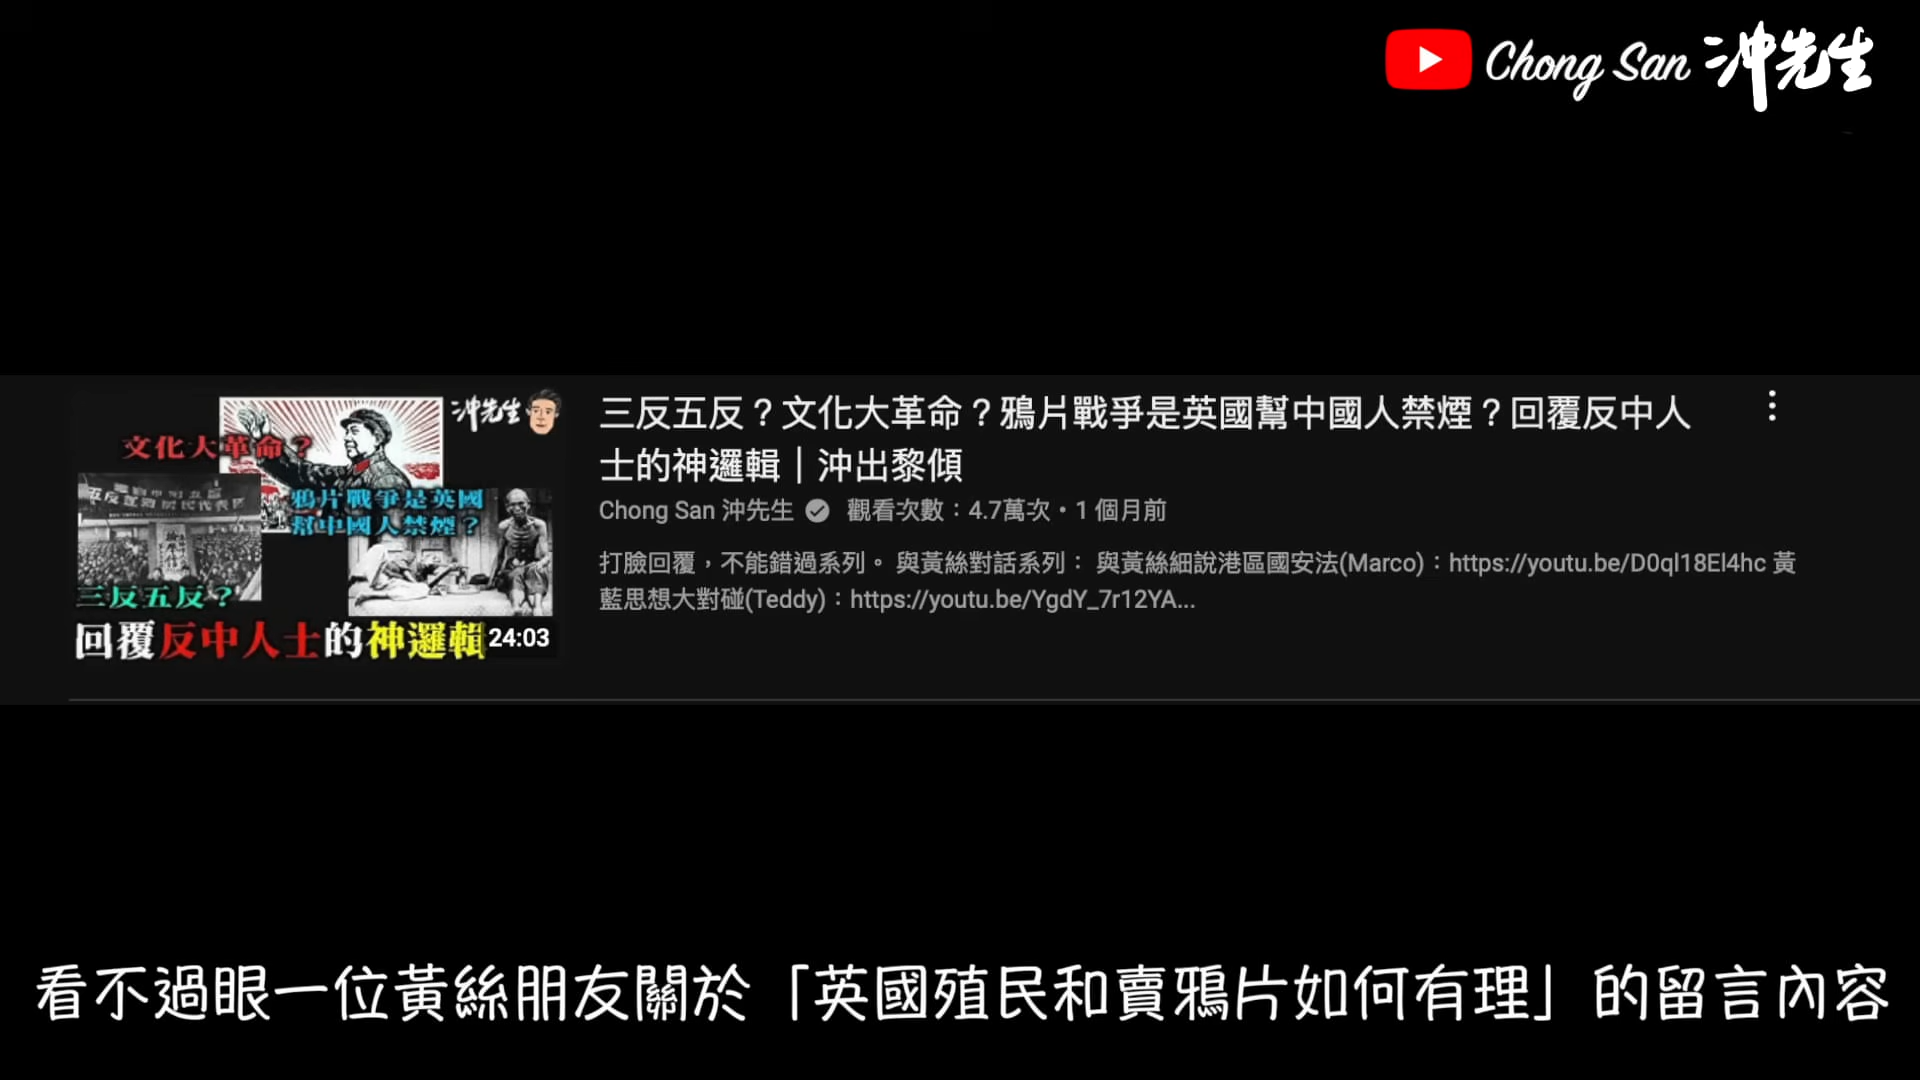 Chong San 沖先生
沖先生
文化大革命？
鴉片戰爭是英國
幫中國人禁煙？
三反五反？
回覆反中人士的神邏輯
24:03
三反五反？文化大革命？鴉片戰爭是英國幫中國人禁煙？回覆反中人
士的神邏輯｜沖出黎傾
Chong San 沖先生 觀看次數：4.7萬次・1 個月前
打臉回覆，不能錯過系列。 與黃絲對話系列： 與黃絲細說港區國安法(Marco)：https://youtu.be/D0ql18El4hc 黃
藍思想大對碰(Teddy)：https://youtu.be/YgdY_7r12YA...
看不過眼一位黃絲朋友關於「英國殖民和賣鴉片如何有理」的留言內容